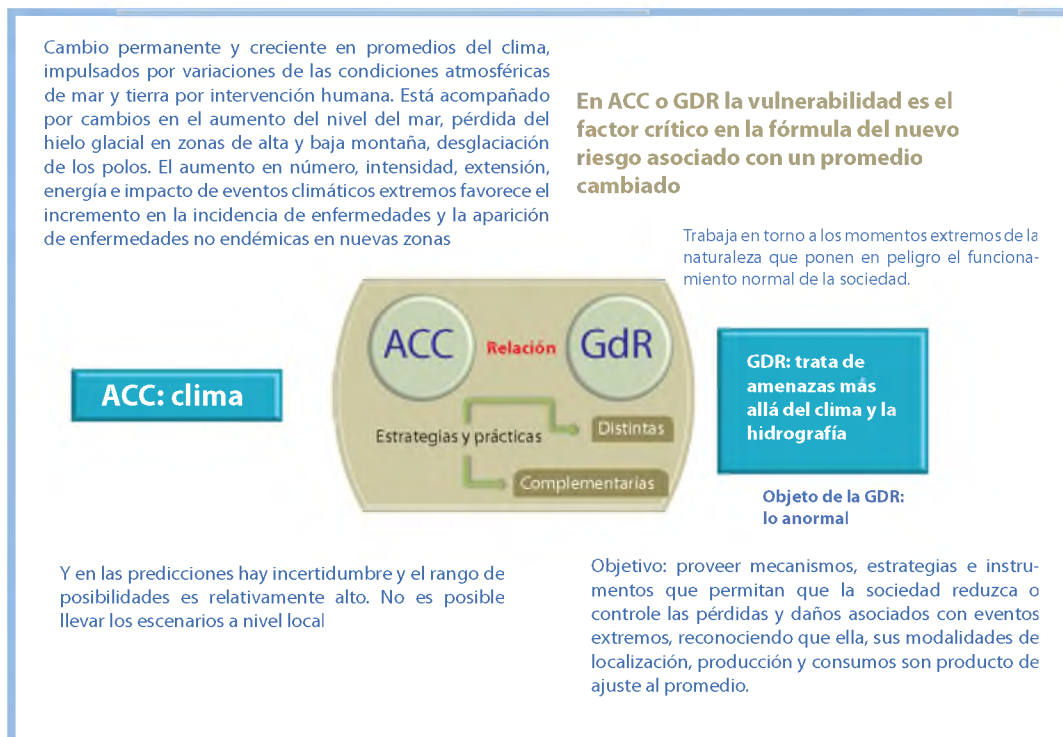 Cambio permanente y creciente en promedios del clima,
impulsados por variaciones de las condiciones atmosféricas
de mar y tierra por intervención humana. Está acompañado
por cambios en el aumento del nivel del mar, pérdida del
hielo glacial en zonas de alta y baja montaña, desglaciación
de los polos. El aumento en número, intensidad, extensión,
energía e impacto de eventos climáticos extremos favorece el
incremento en la incidencia de enfermedades y la aparición
de enfermedades no endémicas en nuevas zonas
En ACC o GDR la vulnerabilidad es el
factor crítico en la fórmula del nuevo
riesgo asociado con un promedio
cambiado
Trabaja en torno a los momentos extremos de la
naturaleza que ponen en peligro el funciona-
miento normal de la sociedad.
ACC: clima
ACC
Relación
GdR
Estrategias y prácticas
Distintas
Complementarias
GDR: trata de
amenazas más
allá del clima y la
hidrografía
Objeto de la GDR:
lo anormal
Y en las predicciones hay incertidumbre y el rango de
posibilidades es relativamente alto. No es posible
llevar los escenarios a nivel local
Objetivo: proveer mecanismos, estrategias e instru-
mentos que permitan que la sociedad reduzca o
controle las pérdidas y daños asociados con eventos
extremos, reconociendo que ella, sus modalidades de
localización, producción y consumos son producto de
ajuste al promedio.